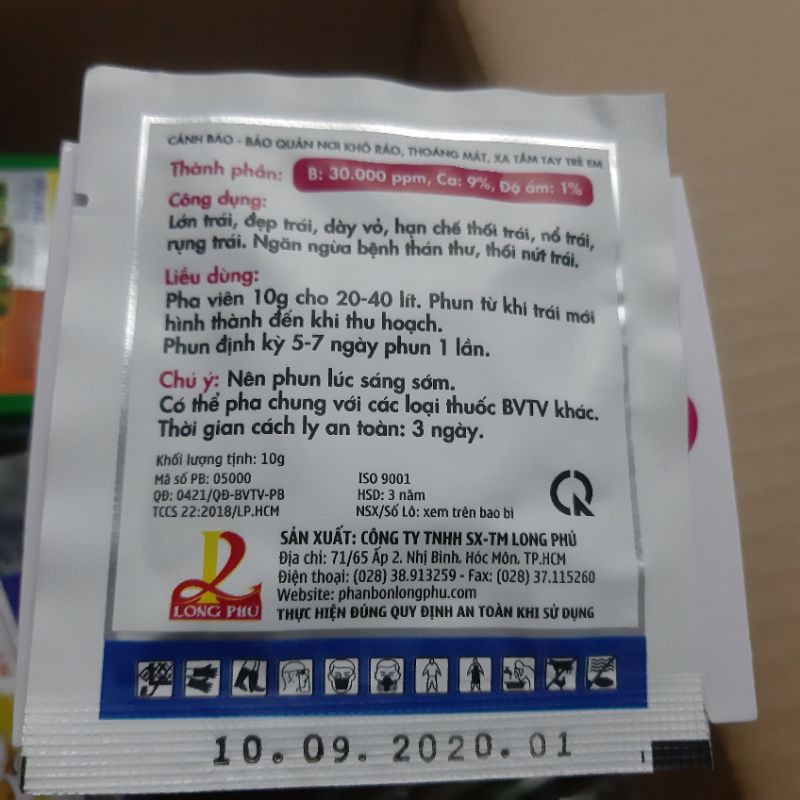 CẢNH BÁO - BẢO QUẢN NƠI KHÔ RÁO, THOÁNG MÁT, XA TẦM TAY TRẺ EM
Thành phần: B: 30.000 ppm, Ca: 9%, Độ ẩm: 1%
Công dụng:
Lớn trái, đẹp trái, dày vỏ, hạn chế thối trái, nổ trái,
rụng trái. Ngăn ngừa bệnh thán thư, thối nứt trái.
Liều dùng:
Pha viên 10g cho 20-40 lít. Phun từ khi trái mới
hình thành đến khi thu hoạch.
Phun định kỳ 5-7 ngày phun 1 lần.
Chú ý: Nên phun lúc sáng sớm.
Có thể pha chung với các loại thuốc BVTV khác.
Thời gian cách ly an toàn: 3 ngày.
Khối lượng tịnh: 10g
Mã số PB: 05000
QĐ: 0421/QĐ-BVTV-PB
TCCS 22:2018/LP.HCM
ISO 9001
HSD: 3 năm
NSX/Số Lô: xem trên bao bì
LONG PHÚ
SẢN XUẤT: CÔNG TY TNHH SX-TM LONG PHÚ
Địa chỉ: 71/65 Ấp 2, Nhị Bình, Hóc Môn, TP.HCM
Điện thoại: (028) 38.913259 - Fax: (028) 37.115260
Website: phanbonlongphu.com
THỰC HIỆN ĐÚNG QUY ĐỊNH AN TOÀN KHI SỬ DỤNG
10.09.2020.01